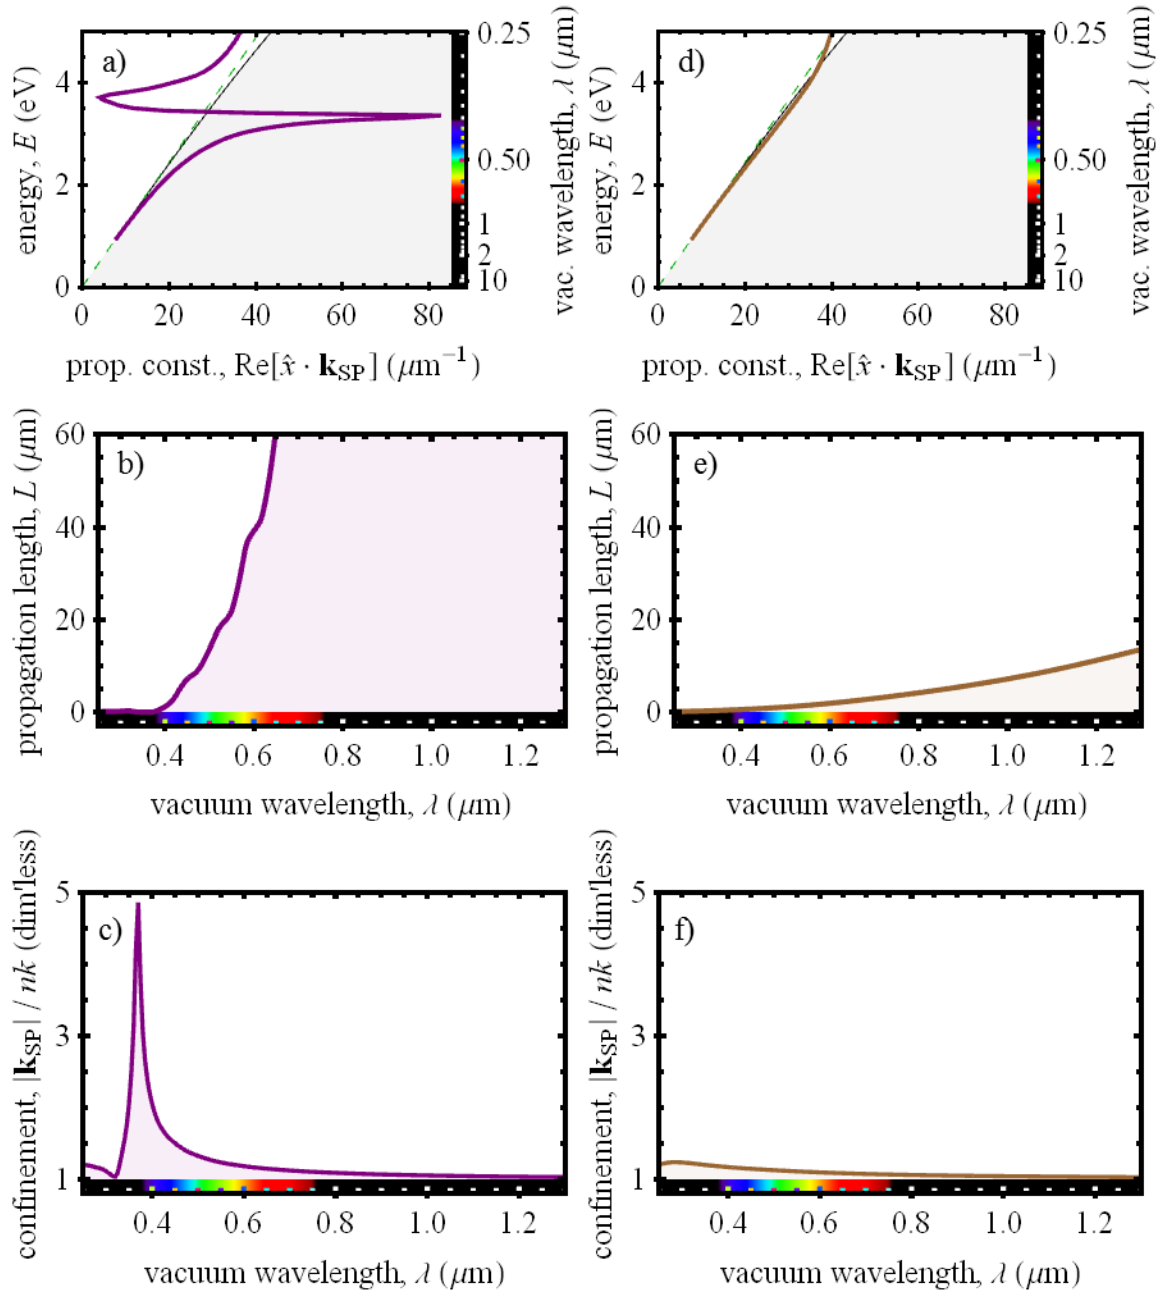 a)
energy, E (eV)
4
2
0
0 20 40 60 80
prop. const., Re[x̂ · k_SP] (μm⁻¹)
0.25
0.50
1
2
10
vac. wavelength, λ (μm)
d)
energy, E (eV)
4
2
0
0 20 40 60 80
prop. const., Re[x̂ · k_SP] (μm⁻¹)
0.25
0.50
1
2
10
vac. wavelength, λ (μm)
b)
propagation length, L (μm)
60
40
20
0
0.4 0.6 0.8 1.0 1.2
vacuum wavelength, λ (μm)
e)
propagation length, L (μm)
60
40
20
0
0.4 0.6 0.8 1.0 1.2
vacuum wavelength, λ (μm)
c)
confinement, |k_SP| / nk (dim'less)
5
3
1
0.4 0.6 0.8 1.0 1.2
vacuum wavelength, λ (μm)
f)
confinement, |k_SP| / nk (dim'less)
5
3
1
0.4 0.6 0.8 1.0 1.2
vacuum wavelength, λ (μm)